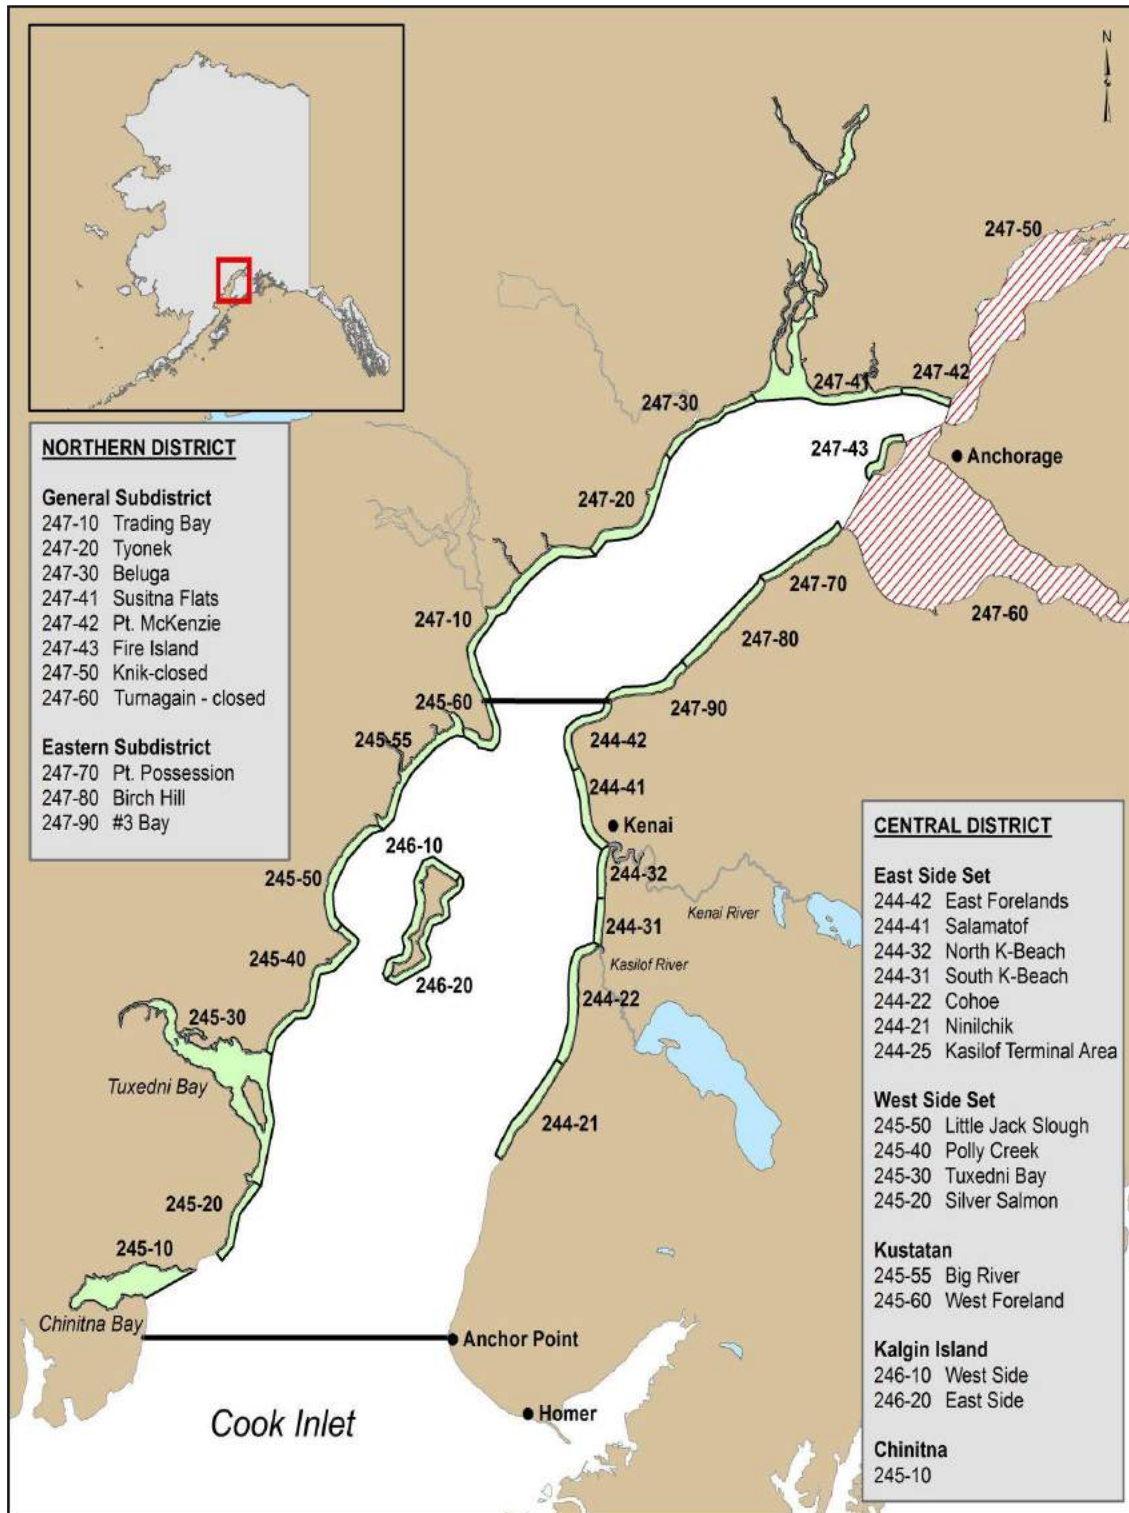 N
247-50
247-42
247-41
247-30
247-43
Anchorage
247-20
247-70
247-60
247-10
247-80
245-60
247-90
245-55
244-42
244-41
Kenai
246-10
245-50
244-32
Kenai River
244-31
245-40
Kasilof River
246-20
244-22
245-30
Tuxedni Bay
244-21
245-20
245-10
Chinitna Bay
Anchor Point
Homer
Cook Inlet
NORTHERN DISTRICT
General Subdistrict
247-10 Trading Bay
247-20 Tyonek
247-30 Beluga
247-41 Susitna Flats
247-42 Pt. McKenzie
247-43 Fire Island
247-50 Knik-closed
247-60 Turnagain - closed
Eastern Subdistrict
247-70 Pt. Possession
247-80 Birch Hill
247-90 #3 Bay
CENTRAL DISTRICT
East Side Set
244-42 East Forelands
244-41 Salamatof
244-32 North K-Beach
244-31 South K-Beach
244-22 Cohoe
244-21 Ninilchik
244-25 Kasilof Terminal Area
West Side Set
245-50 Little Jack Slough
245-40 Polly Creek
245-30 Tuxedni Bay
245-20 Silver Salmon
Kustatan
245-55 Big River
245-60 West Foreland
Kalgin Island
246-10 West Side
246-20 East Side
Chinitna
245-10